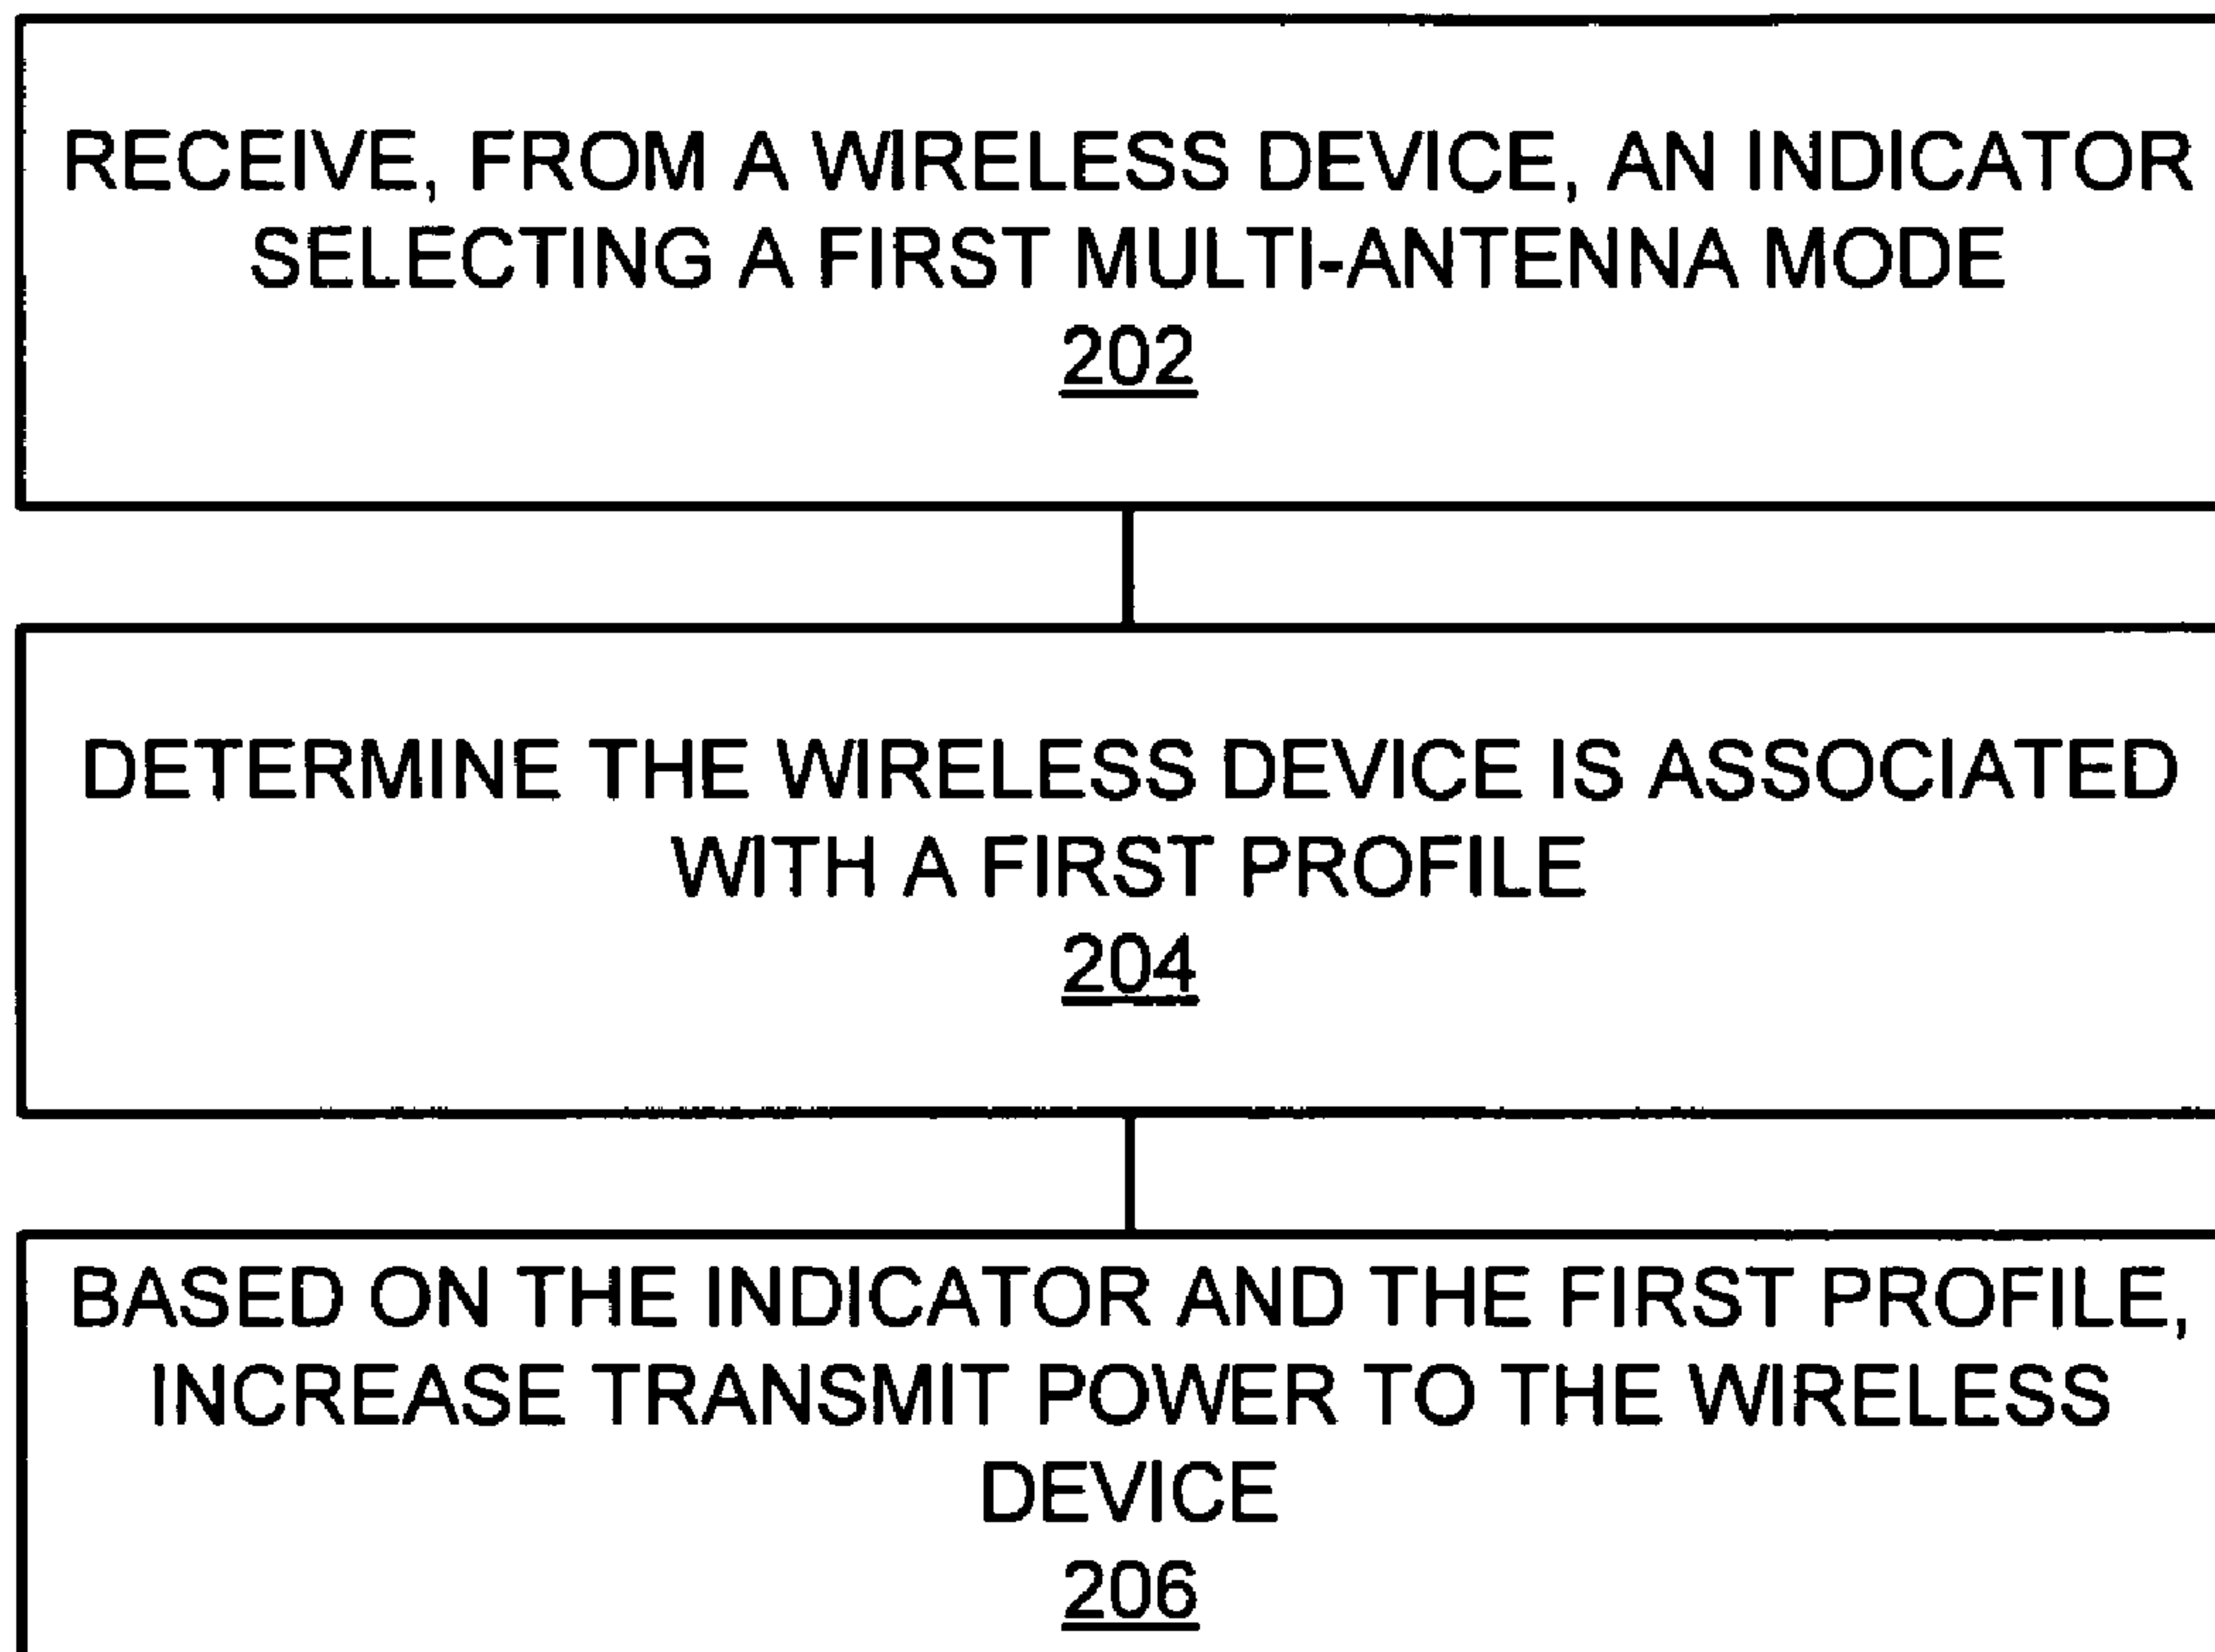 RECEIVE, FROM A WIRELESS DEVICE, AN INDICATOR
SELECTING A FIRST MULTI-ANTENNA MODE
202
DETERMINE THE WIRELESS DEVICE IS ASSOCIATED
WITH A FIRST PROFILE
204
BASED ON THE INDICATOR AND THE FIRST PROFILE,
INCREASE TRANSMIT POWER TO THE WIRELESS
DEVICE
206